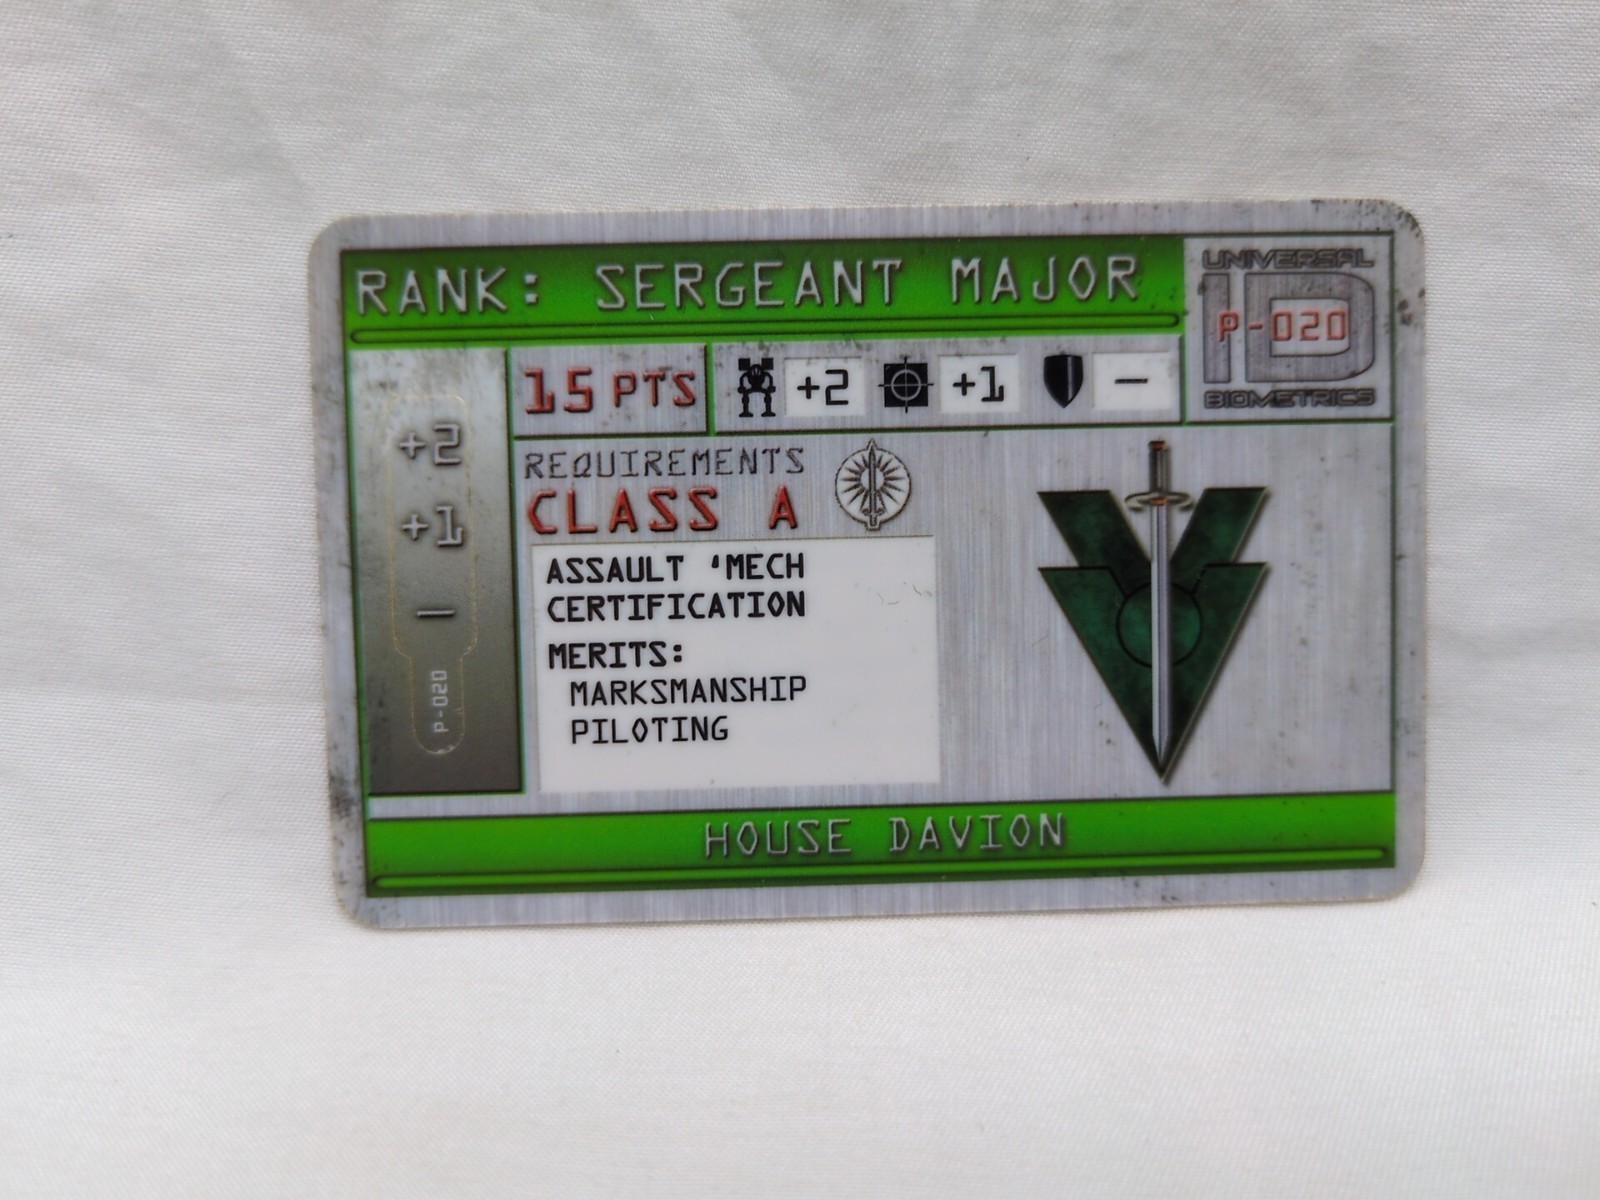 RANK: SERGEANT MAJOR
UNIVERSAL
ID
P-020
BIOMETRICS
15 PTS
+2 +1 –
+2
+1
–
P-020
REQUIREMENTS
CLASS A
ASSAULT 'MECH
CERTIFICATION
MERITS:
MARKSMANSHIP
PILOTING
HOUSE DAVION